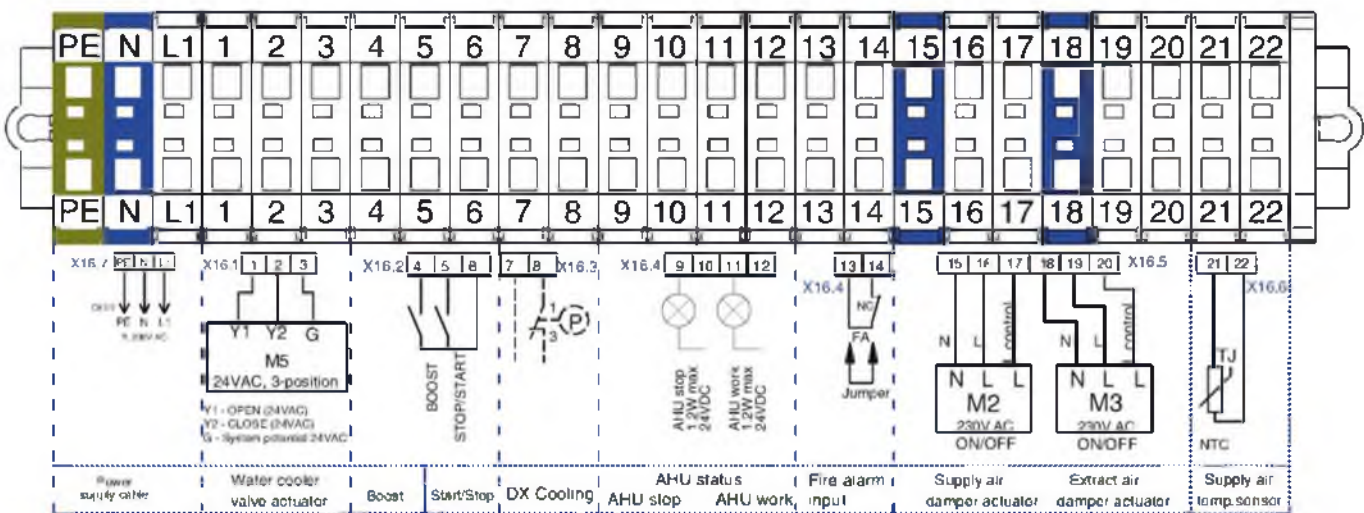 PE N L1 1 2 3 4 5 6 7 8 9 10 11 12 13 14 15 16 17 18 19 20 21 22
PE N L1 1 2 3 4 5 6 7 8 9 10 11 12 13 14 15 16 17 18 19 20 21 22
PE N L1
X16.1 1 2 3
X16.2 4 5 6
7 8 X16.3
X16.4 9 10 11 12
13 14
X16.4
15 16 17 18 19 20 X16.5
21 22
X16.6
PE N L1
Y1 Y2 G
M5
24VAC, 3-position
Y1 - OPEN (24VAC)
Y2 - CLOSE (24VAC)
G - System potential 24VAC
BOOST
STOP/START
1
P
3
AHU stop
1.2W max
24VDC
AHU work
1.2W max
24VDC
NC
FA
Jumper
N L control
N L L
M2
230V AC
ON/OFF
N L control
N L L
M3
230V AC
ON/OFF
TJ
NTC
Power
supply cable
Water cooler
valve actuator
Boost
Start/Stop
DX Cooling
AHU status
AHU stop AHU work
Fire alarm
input
Supply air
damper actuator
Extract air
damper actuator
Supply air
temp.sensor